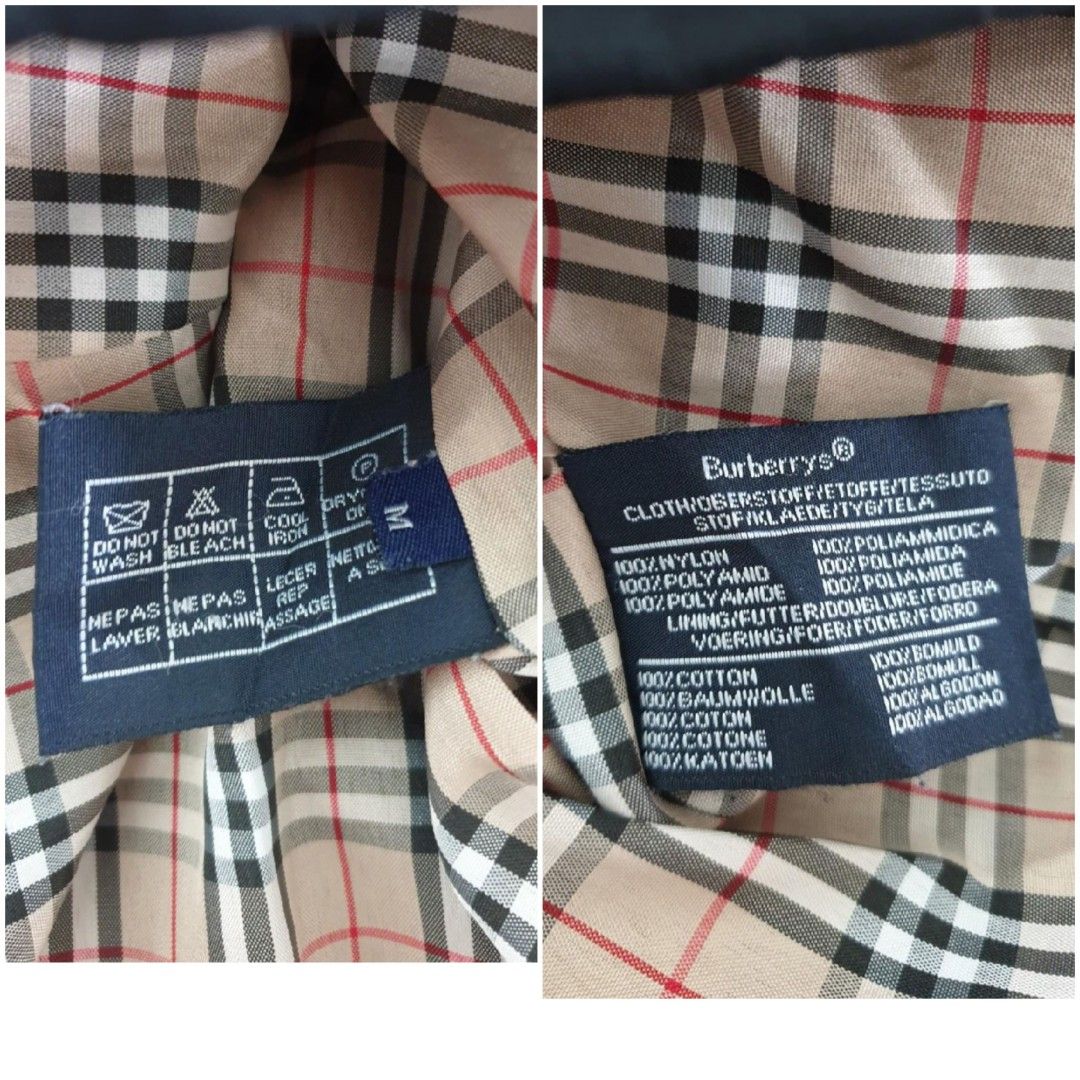 DO NOT
WASH
DO NOT
BLEACH
COOL
IRON
P
DRY
M
NE PAS
LAVER
NE PAS
BLANCHIR
LEGER
REP
ASSAGE
A S
Burberrys®
CLOTH/OBERSTOFF/ETOFFE/TESSUTO
STOF/KLAEDE/TYG/TELA
100% NYLON
100% POLYAMID
100% POLYAMIDE
100% POLIAMMIDICA
100% POLIAMIDA
100% POLIAMIDE
LINING/FUTTER/DOUBLURE/FODERA
VOERING/FOER/FODER/FORRO
100% COTTON
100% BAUMWOLLE
100% COTON
100% COTONE
100% KATOEN
100% BOMULD
100% BOMULL
100% ALGODON
100% ALGODAO